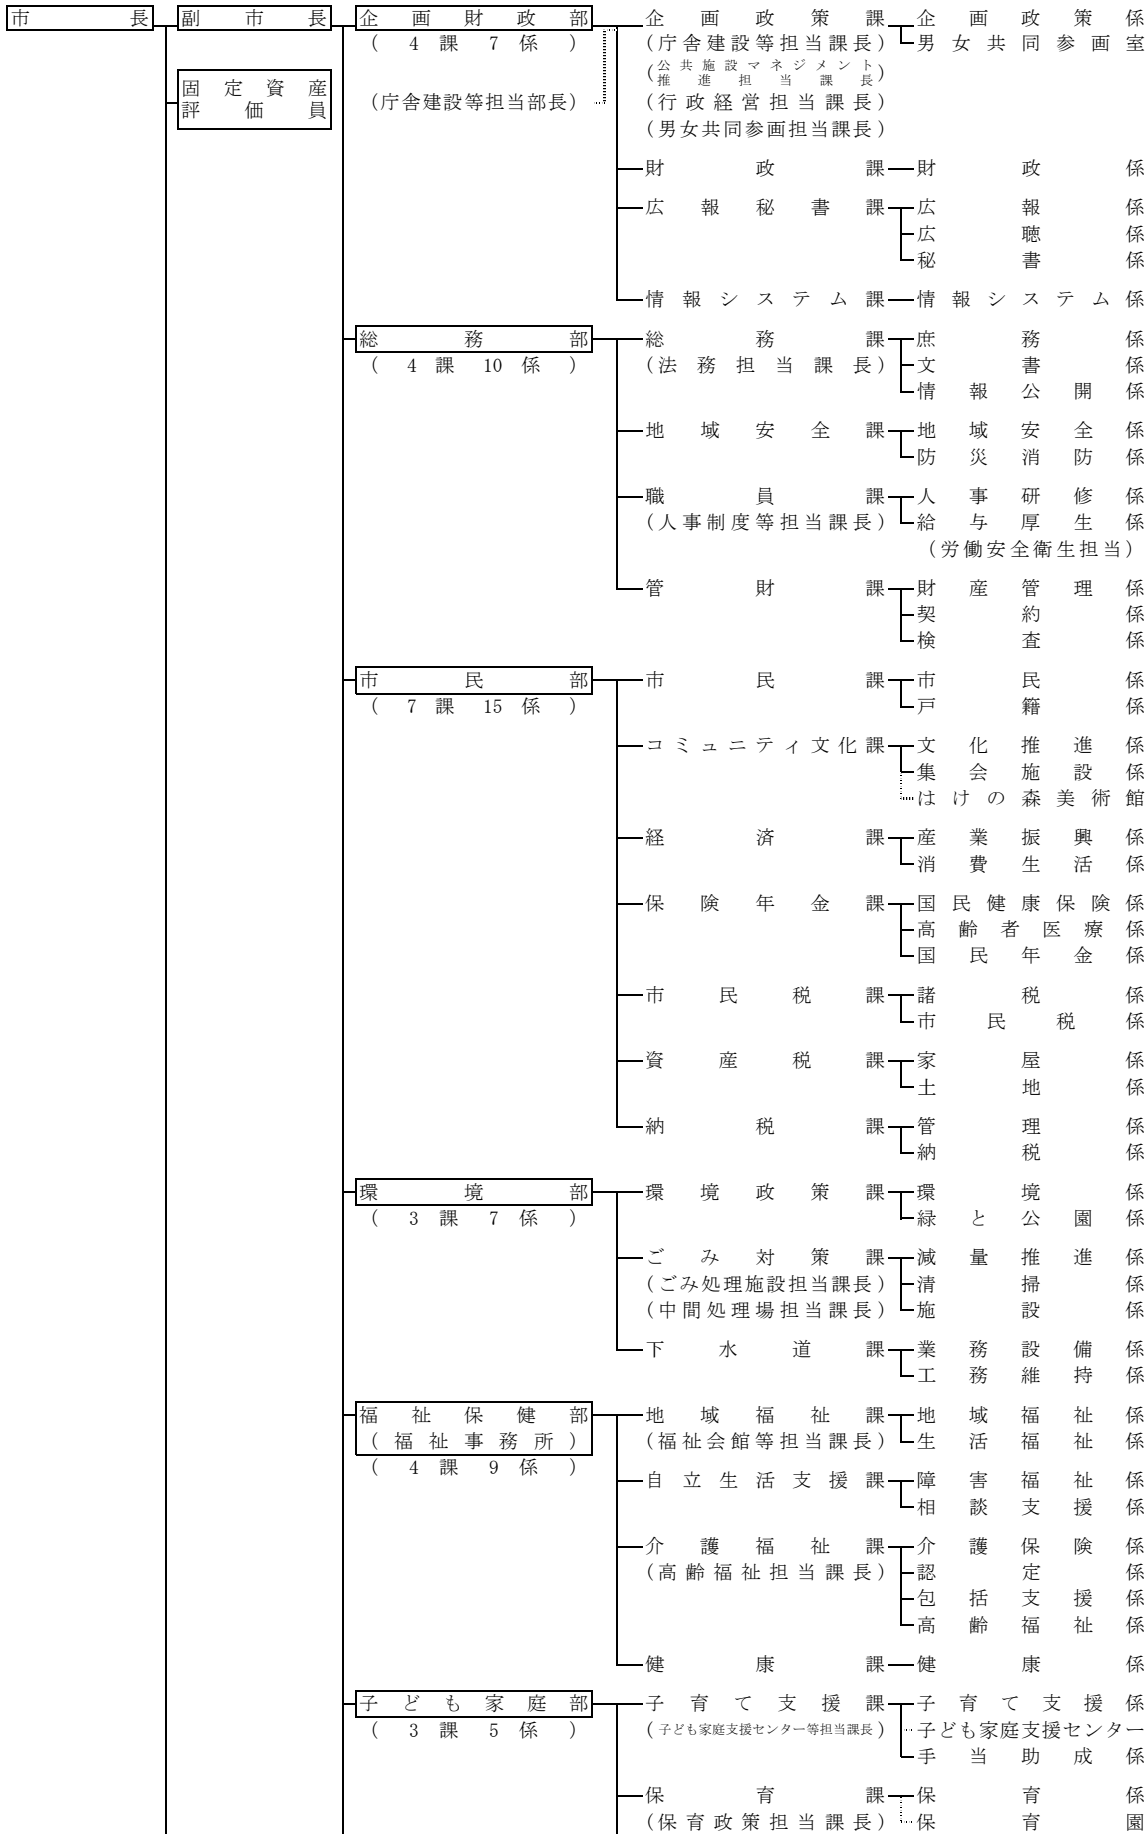 市長 副市長 企画財政部 企画政策課 企画政策係
(4課7係) (庁舎建設等担当課長) 男女共同参画室
(公共施設マネジメント推進担当課長)
固定資産評価員 (庁舎建設等担当部長) (行政経営担当課長)
(男女共同参画担当課長)
財政課 財政係
広報秘書課 広報係
広聴係
秘書係
情報システム課 情報システム係
総務部 総務課 庶務係
(4課10係) (法務担当課長) 文書係
情報公開係
地域安全課 地域安全係
防災消防係
職員課 人事研修係
(人事制度等担当課長) 給与厚生係
(労働安全衛生担当)
管財課 財産管理係
契約係
検査係
市民部 市民課 市民係
(7課15係) 戸籍係
コミュニティ文化課 文化推進係
集会施設係
はけの森美術館
経済課 産業振興係
消費生活係
保険年金課 国民健康保険係
高齢者医療係
国民年金係
市民税課 諸税係
市民税係
資産税課 家屋係
土地係
納税課 管理係
納税係
環境部 環境政策課 環境係
(3課7係) 緑と公園係
ごみ対策課 減量推進係
(ごみ処理施設担当課長) 清掃係
(中間処理場担当課長) 施設係
下水道課 業務設備係
工務維持係
福祉保健部 地域福祉課 地域福祉係
(福祉事務所) (福祉会館等担当課長) 生活福祉係
(4課9係)
自立生活支援課 障害福祉係
相談支援係
介護福祉課 介護保険係
(高齢福祉担当課長) 認定係
包括支援係
高齢福祉係
健康課 健康係
子ども家庭部 子育て支援課 子育て支援係
(3課5係) (子ども家庭支援センター等担当課長) 子ども家庭支援センター
手当助成係
保育課 保育係
(保育政策担当課長) 保育園